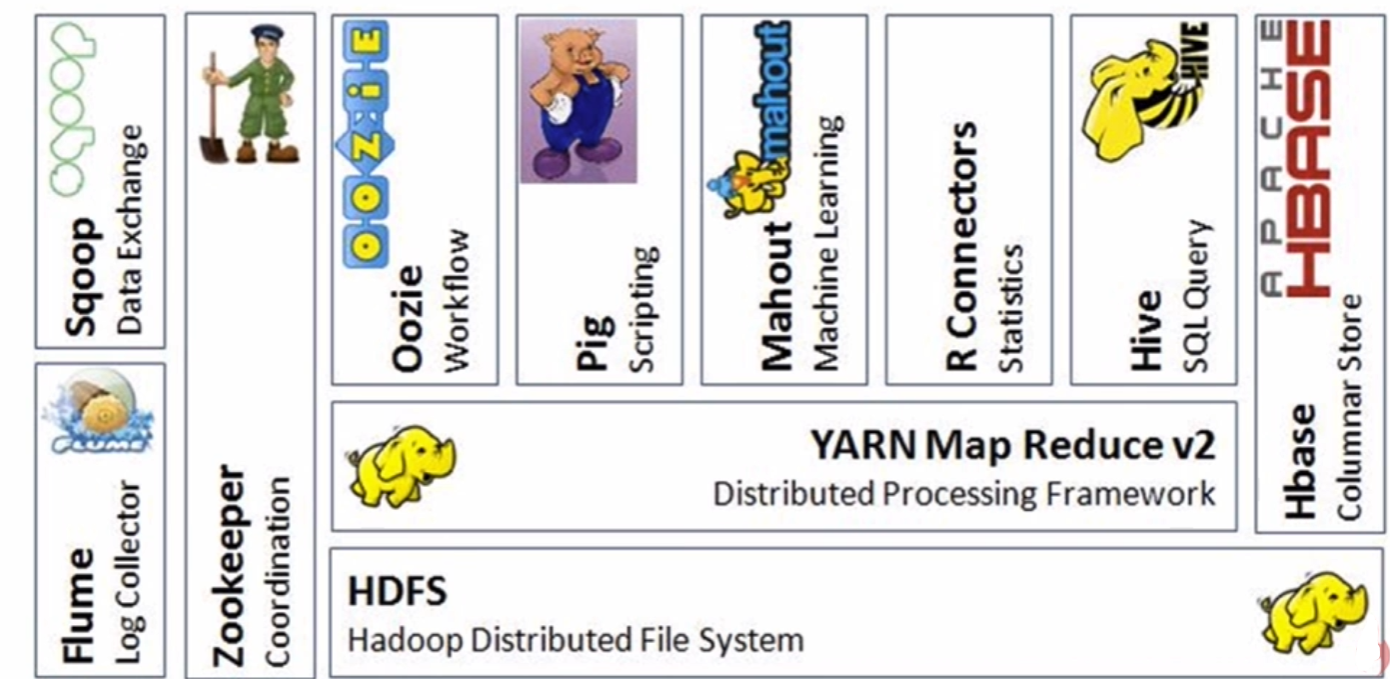 sqoop
Sqoop
Data Exchange
FLUME
Flume
Log Collector
Zookeeper
Coordination
OOZiE
Oozie
Workflow
Pig
Scripting
mahout
Mahout
Machine Learning
R Connectors
Statistics
HIVE
Hive
SQL Query
APACHE
HBASE
Hbase
Columnar Store
YARN Map Reduce v2
Distributed Processing Framework
HDFS
Hadoop Distributed File System